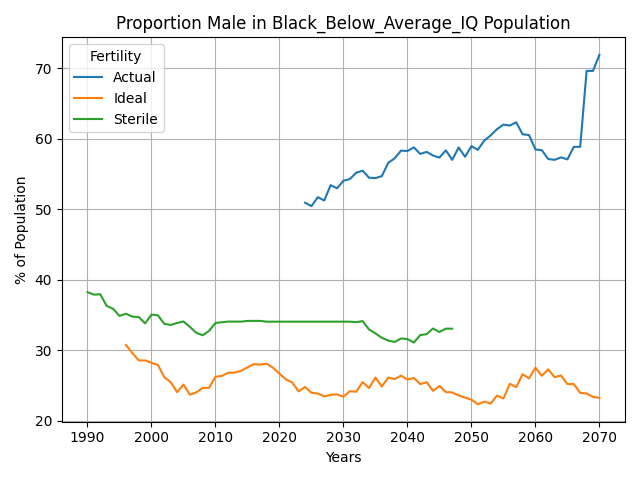 Proportion Male in Black_Below_Average_IQ Population
Fertility
Actual
Ideal
Sterile
% of Population
70
60
50
40
30
20
1990 2000 2010 2020 2030 2040 2050 2060 2070
Years